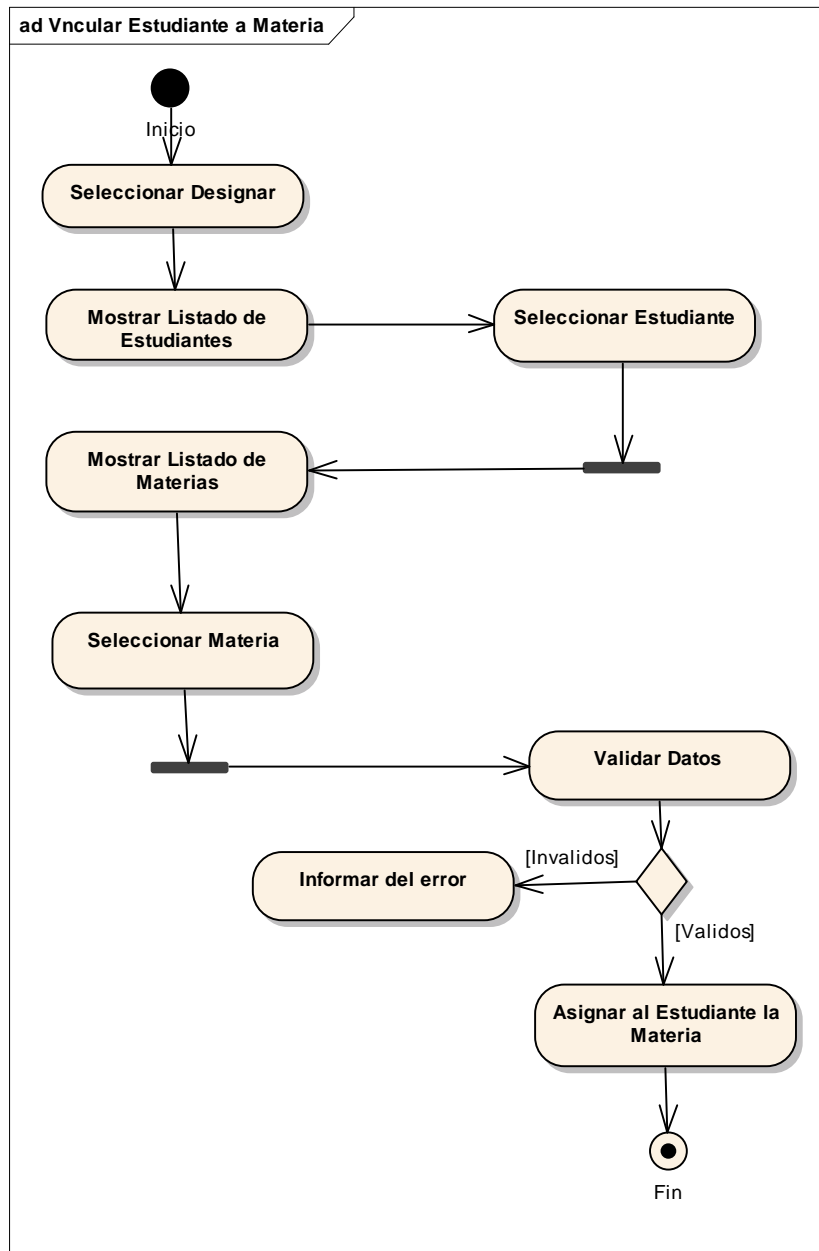 ad Vncular Estudiante a Materia
Inicio
Seleccionar Designar
Mostrar Listado de
Estudiantes
Seleccionar Estudiante
Mostrar Listado de
Materias
Seleccionar Materia
Validar Datos
[Invalidos]
Informar del error
[Validos]
Asignar al Estudiante la
Materia
Fin